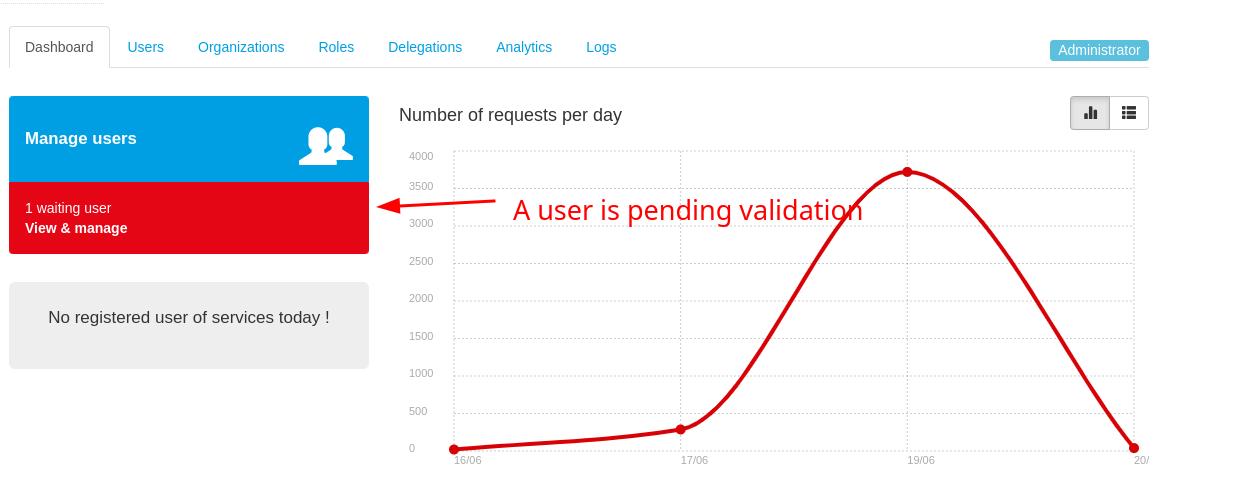 Dashboard Users Organizations Roles Delegations Analytics Logs
Administrator
Manage users
1 waiting user
View & manage
No registered user of services today !
Number of requests per day
A user is pending validation
4000
3500
3000
2500
2000
1500
1000
500
0
16/06 17/06 19/06 20/